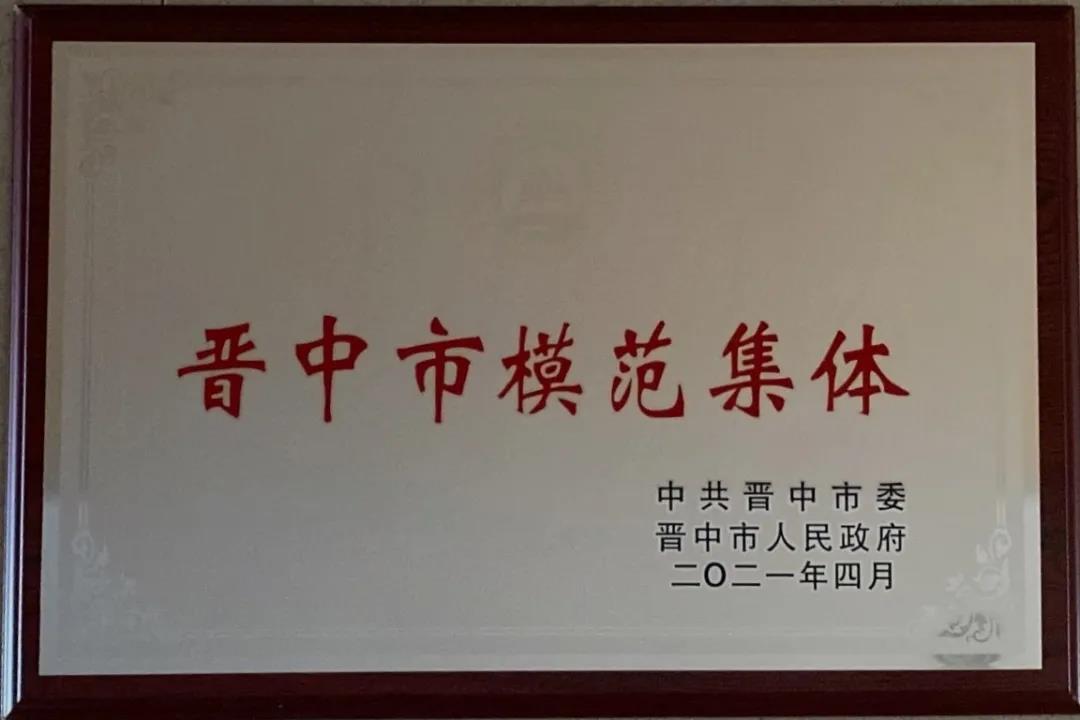 晋中市模范集体
中共晋中市委
晋中市人民政府
二〇二一年四月